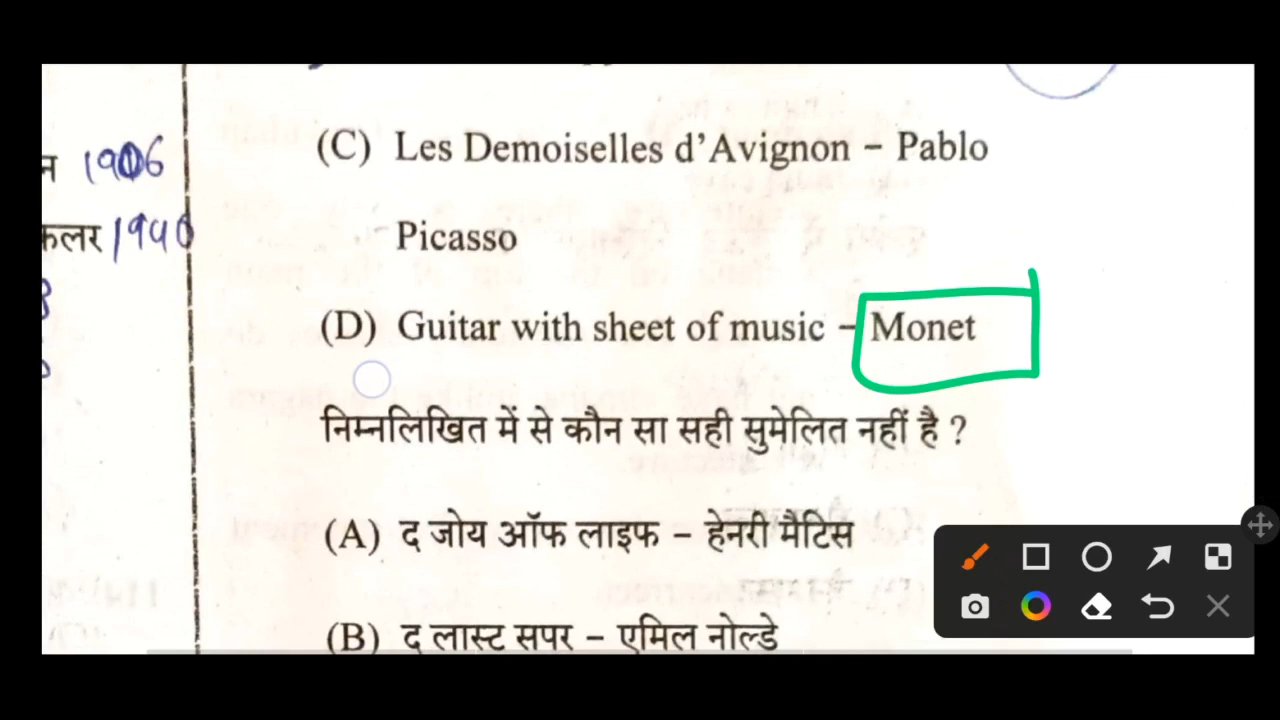 (C) Les Demoiselles d’Avignon – Pablo
न 1906
Picasso
कलर 1940
(D) Guitar with sheet of music – Monet
निम्नलिखित में से कौन सा सही सुमेलित नहीं है ?
(A) द जोय ऑफ लाइफ – हेनरी मैटिस
(B) द लास्ट सपर – एमिल नोल्डे